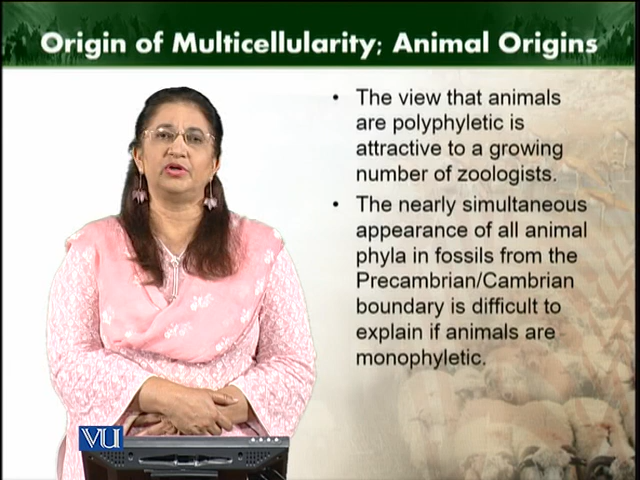 Origin of Multicellularity; Animal Origins
• The view that animals
are polyphyletic is
attractive to a growing
number of zoologists.
• The nearly simultaneous
appearance of all animal
phyla in fossils from the
Precambrian/Cambrian
boundary is difficult to
explain if animals are
monophyletic.
VU